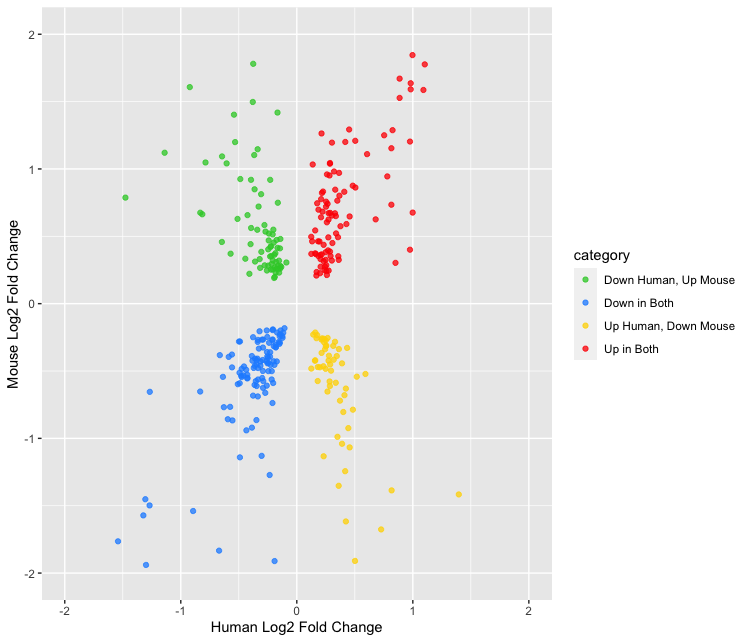 2
1
0
-1
-2
-2
-1
0
1
2
Mouse Log2 Fold Change
Human Log2 Fold Change
category
Down Human, Up Mouse
Down in Both
Up Human, Down Mouse
Up in Both